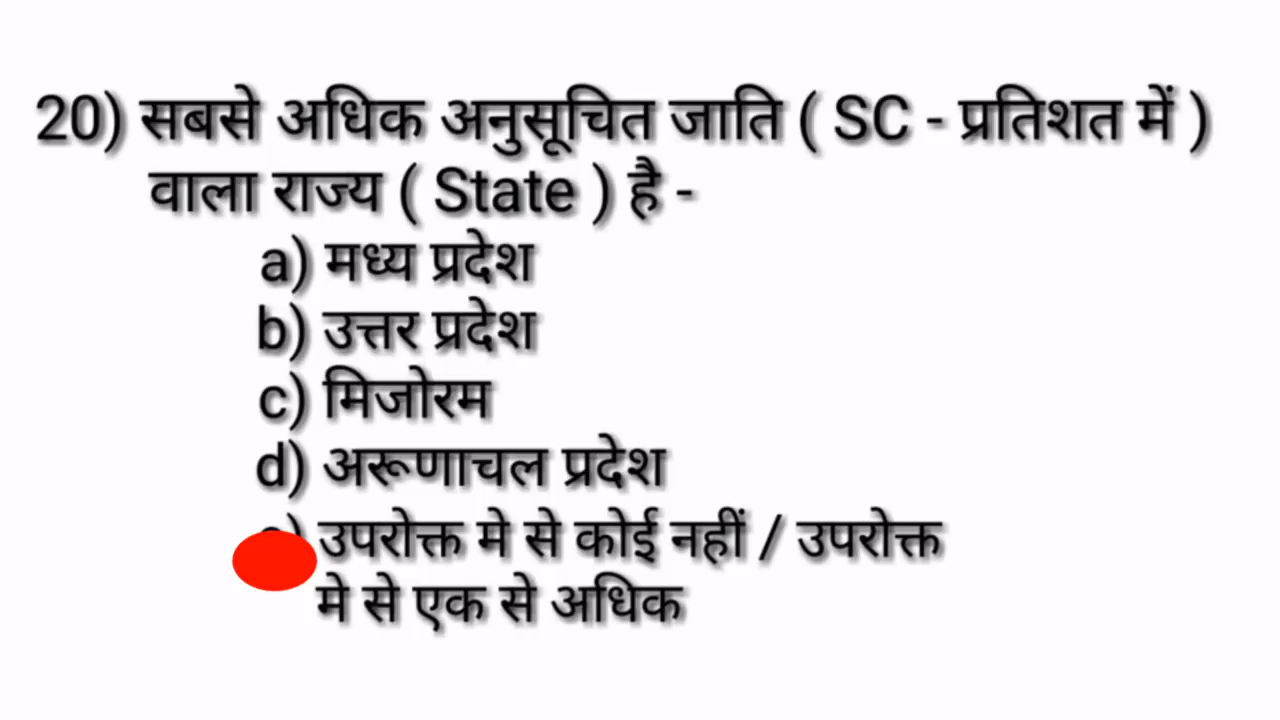 20) सबसे अधिक अनुसूचित जाति ( SC - प्रतिशत में )
वाला राज्य ( State ) है -
a) मध्य प्रदेश
b) उत्तर प्रदेश
c) मिजोरम
d) अरूणाचल प्रदेश
उपरोक्त मे से कोई नहीं / उपरोक्त
मे से एक से अधिक